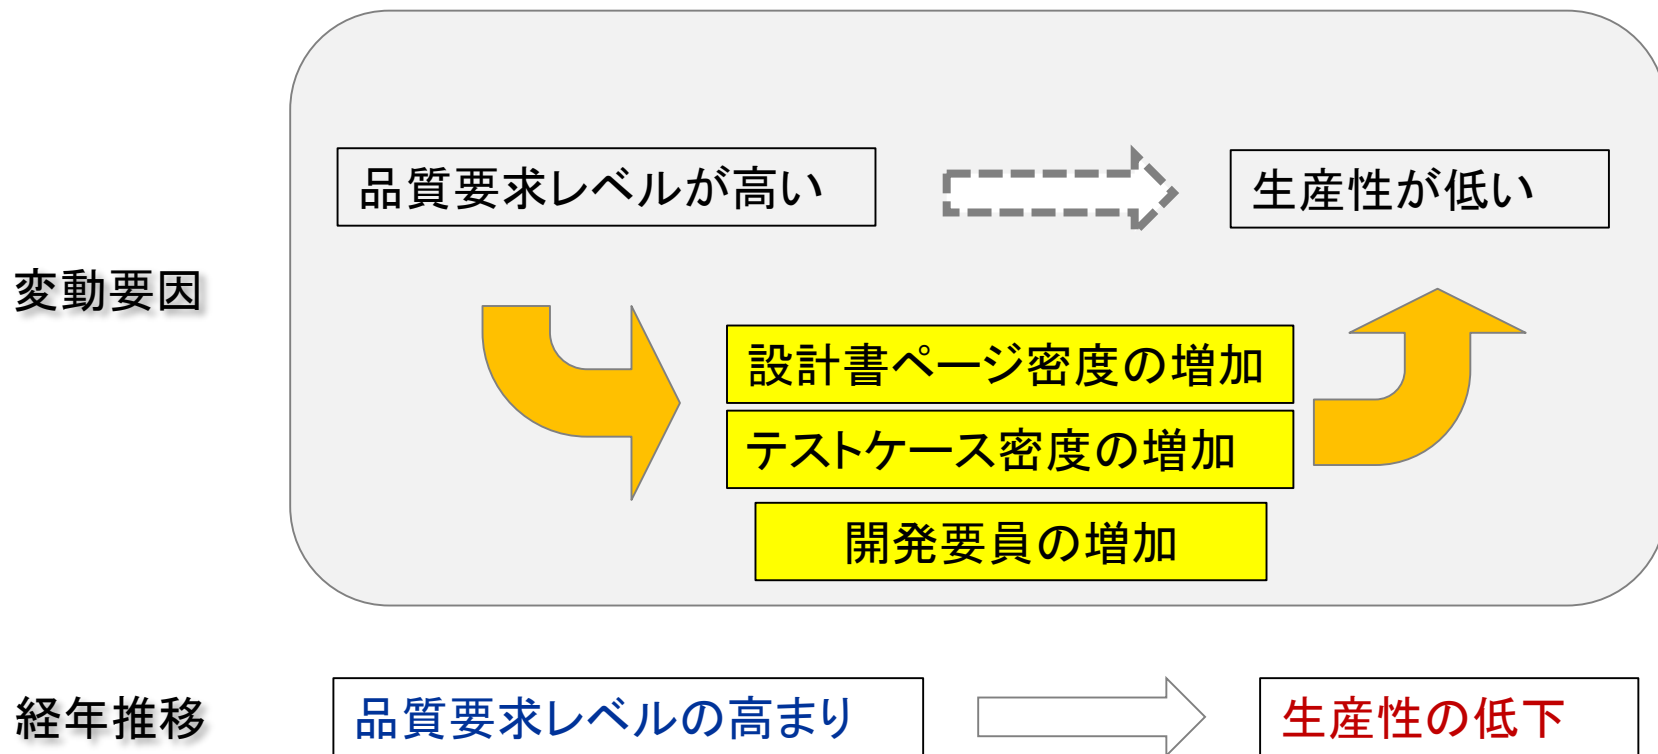 品質要求レベルが高い
生産性が低い
変動要因
設計書ページ密度の増加
テストケース密度の増加
開発要員の増加
経年推移
品質要求レベルの高まり
生産性の低下